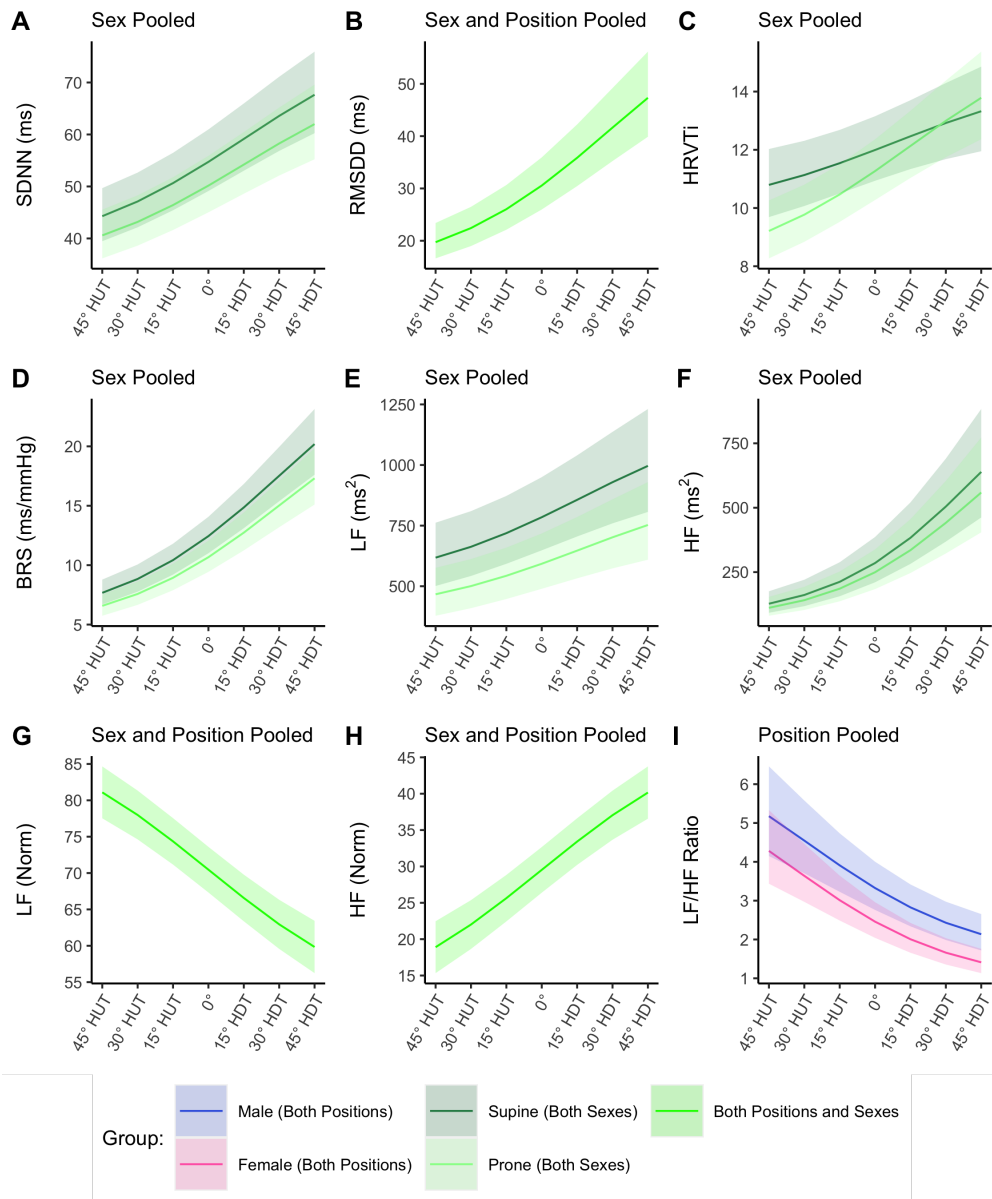 A Sex Pooled
SDNN (ms)
70
60
50
40
45° HUT
30° HUT
15° HUT
0°
15° HDT
30° HDT
45° HDT
B Sex and Position Pooled
RMSDD (ms)
50
40
30
20
45° HUT
30° HUT
15° HUT
0°
15° HDT
30° HDT
45° HDT
C Sex Pooled
HRVTi
14
12
10
8
45° HUT
30° HUT
15° HUT
0°
15° HDT
30° HDT
45° HDT
D Sex Pooled
BRS (ms/mmHg)
20
15
10
5
45° HUT
30° HUT
15° HUT
0°
15° HDT
30° HDT
45° HDT
E Sex Pooled
LF (ms²)
1250
1000
750
500
45° HUT
30° HUT
15° HUT
0°
15° HDT
30° HDT
45° HDT
F Sex Pooled
HF (ms²)
750
500
250
45° HUT
30° HUT
15° HUT
0°
15° HDT
30° HDT
45° HDT
G Sex and Position Pooled
LF (Norm)
85
80
75
70
65
60
55
45° HUT
30° HUT
15° HUT
0°
15° HDT
30° HDT
45° HDT
H Sex and Position Pooled
HF (Norm)
45
40
35
30
25
20
15
45° HUT
30° HUT
15° HUT
0°
15° HDT
30° HDT
45° HDT
I Position Pooled
LF/HF Ratio
6
5
4
3
2
1
45° HUT
30° HUT
15° HUT
0°
15° HDT
30° HDT
45° HDT
Group:
Male (Both Positions)
Female (Both Positions)
Supine (Both Sexes)
Prone (Both Sexes)
Both Positions and Sexes